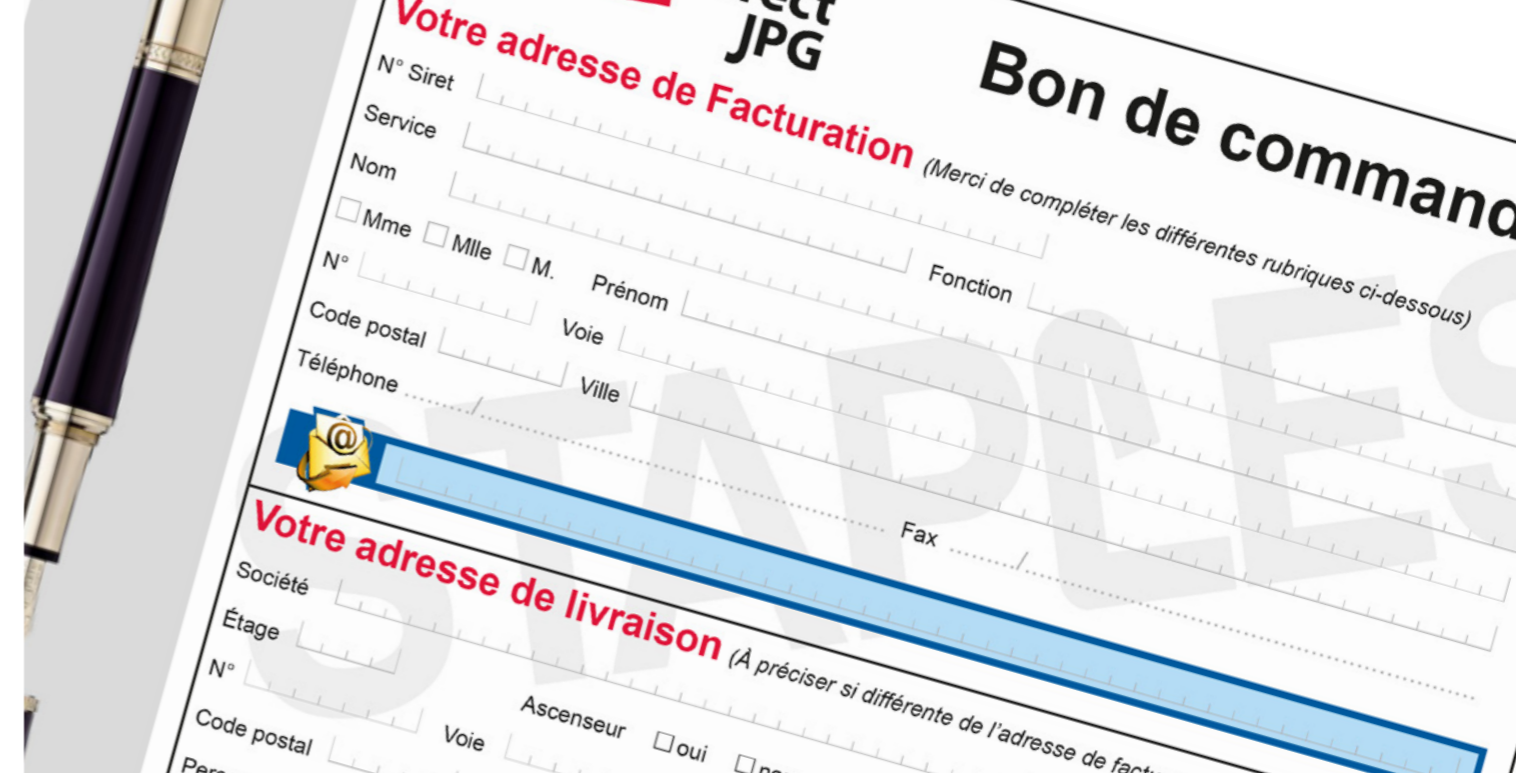 JPG
Bon de
Votre adresse de Facturation (Merci de compléter les différentes rubriques ci-dessous)
N° Siret
Service Fonction
Nom
Mme Mlle M. Prénom
N° Voie
Code postal Ville
Téléphone / Fax /
@
Votre adresse de livraison (À préciser si différente de l'adresse de
Société
Étage Ascenseur oui
N° Voie
Code postal
STAPLES